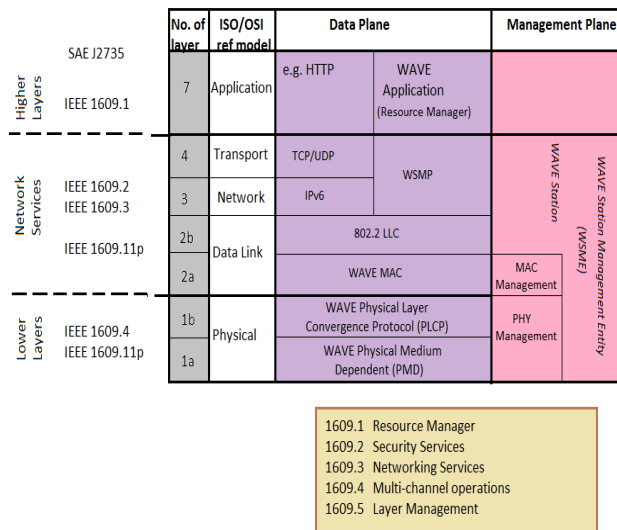 No. of layer
ISO/OSI ref model
Data Plane
Management Plane
Higher Layers
SAE J2735
IEEE 1609.1
7
Application
e.g. HTTP
WAVE Application
(Resource Manager)
Network Services
IEEE 1609.2
IEEE 1609.3
IEEE 1609.11p
4
Transport
TCP/UDP
WSMP
3
Network
IPv6
2b
Data Link
802.2 LLC
2a
WAVE MAC
MAC Management
WAVE Station
WAVE Station Management Entity (WSME)
Lower Layers
IEEE 1609.4
IEEE 1609.11p
1b
Physical
WAVE Physical Layer
Convergence Protocol (PLCP)
PHY Management
1a
WAVE Physical Medium
Dependent (PMD)
1609.1 Resource Manager
1609.2 Security Services
1609.3 Networking Services
1609.4 Multi-channel operations
1609.5 Layer Management